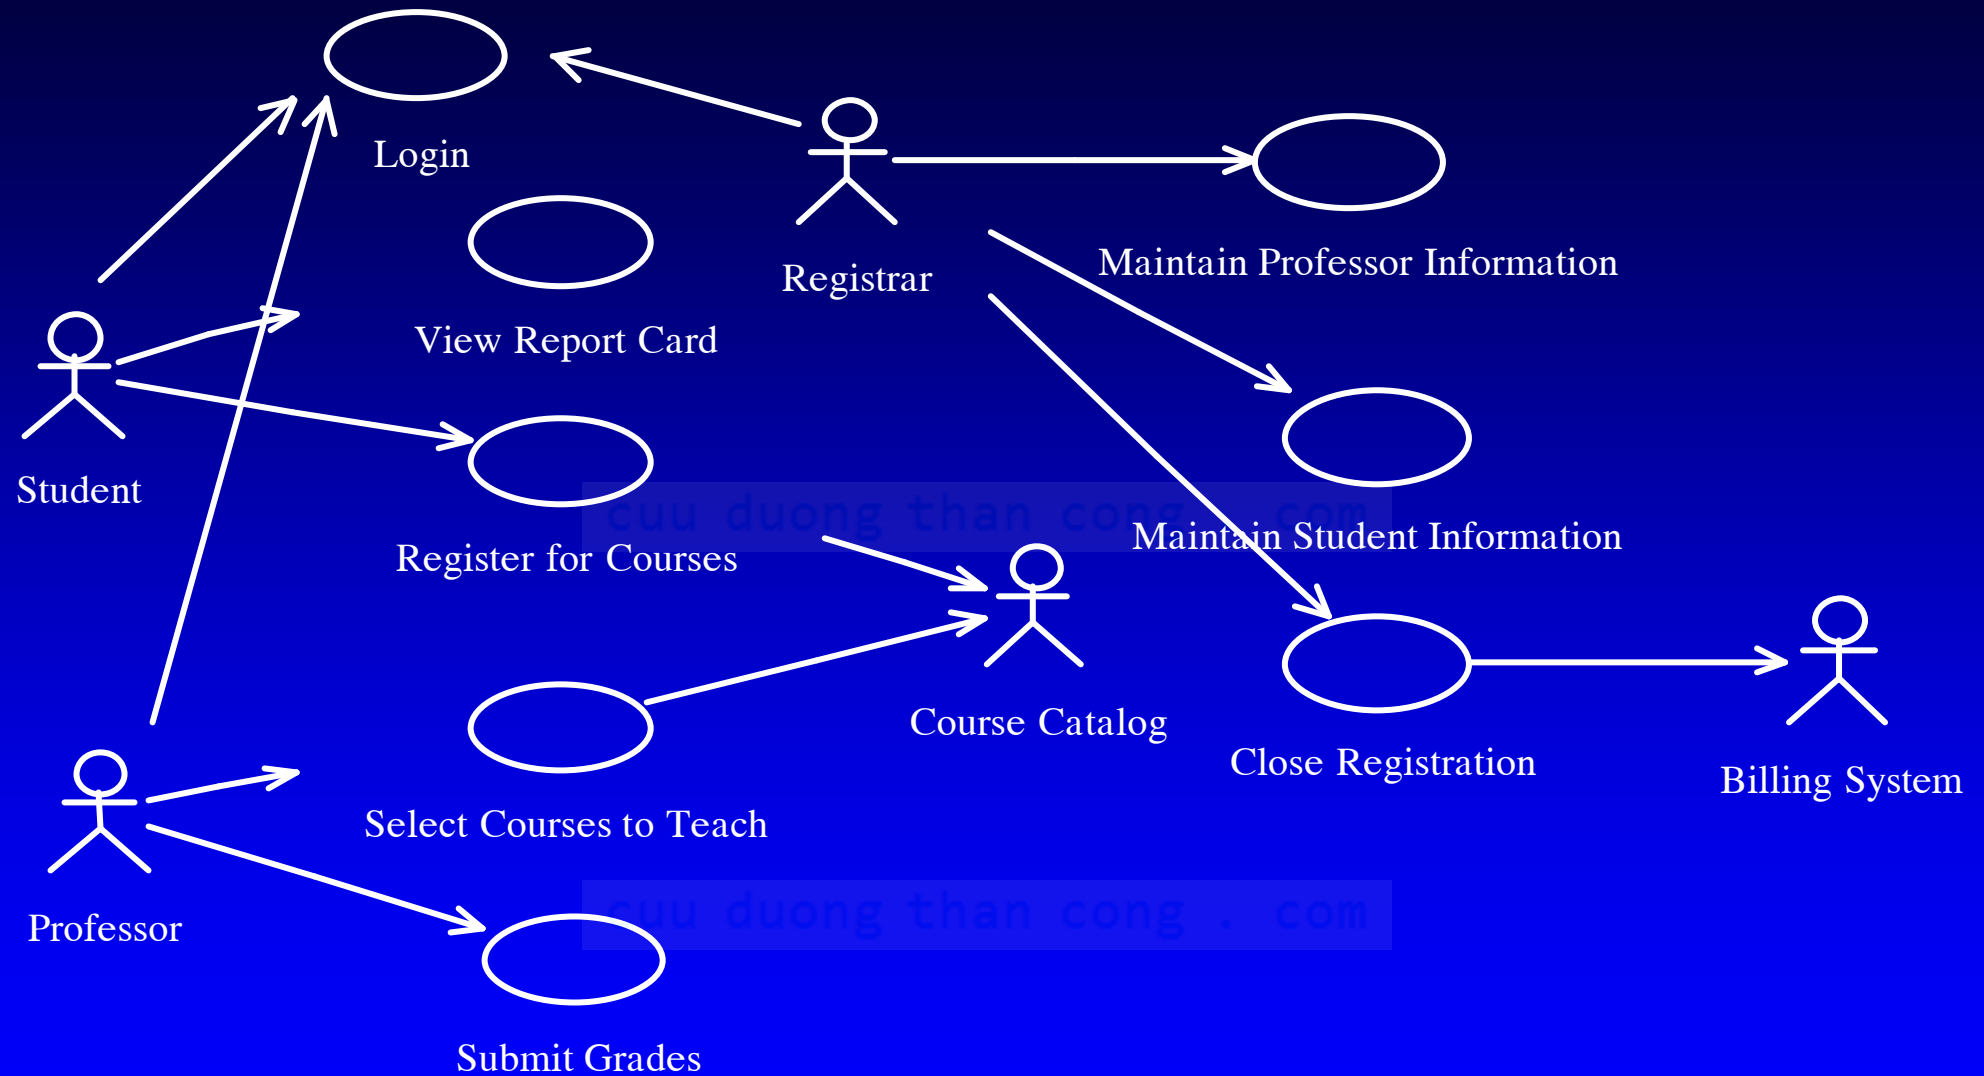 Login
Registrar
Maintain Professor Information
View Report Card
Student
cuu duong than cong . com
Maintain Student Information
Register for Courses
Course Catalog
Close Registration
Billing System
Select Courses to Teach
Professor
cuu duong than cong . com
Submit Grades